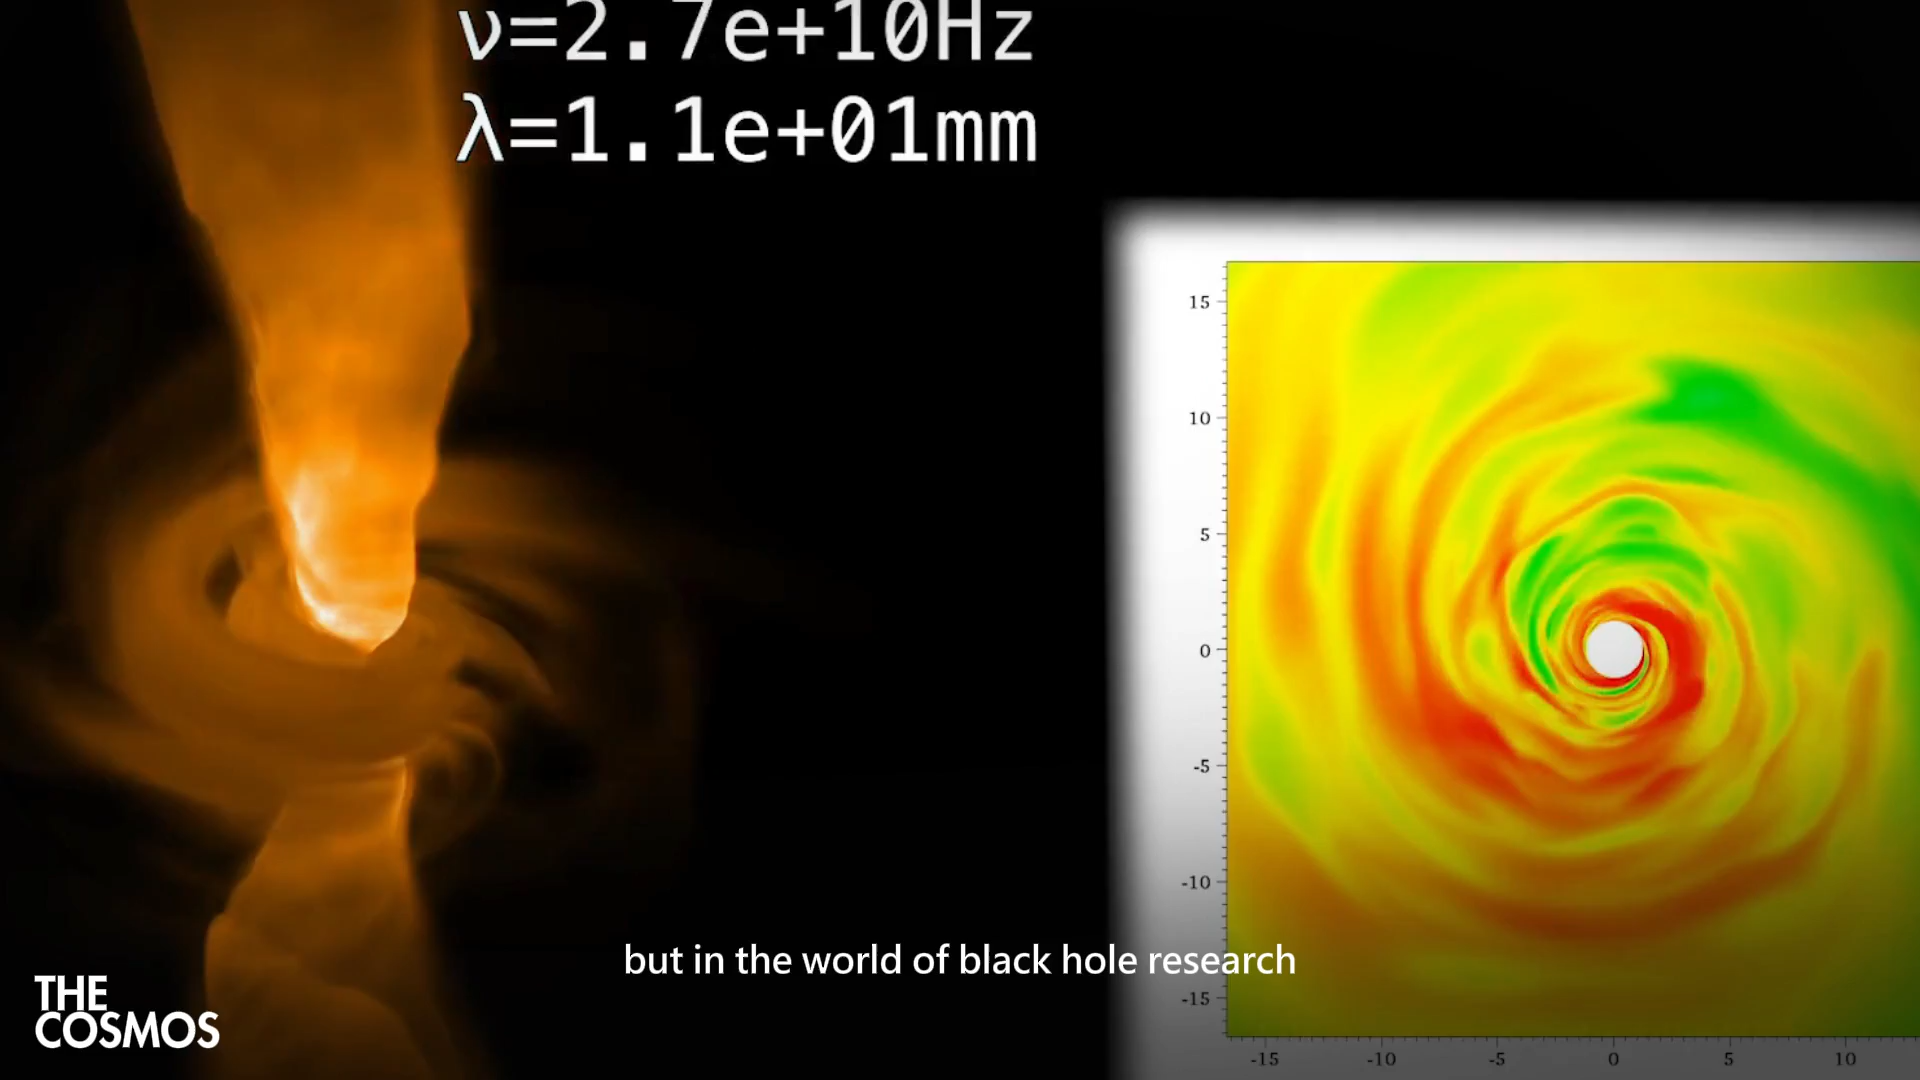 ν=2.7e+10Hz
λ=1.1e+01mm
15
10
5
0
-5
-10
-15
-15 -10 -5 0 5 10
but in the world of black hole research
THE
COSMOS